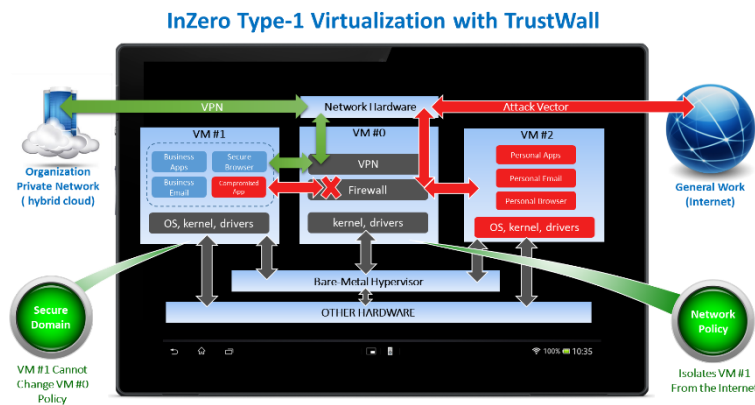 InZero Type-1 Virtualization with TrustWall
VPN
Network Hardware
Attack Vector
VM #1
VM #0
VM #2
Business
Apps
Secure
Browser
Business
Email
Compromised
App
OS, kernel, drivers
VPN
Firewall
kernel, drivers
Personal Apps
Personal Email
Personal Browser
OS, kernel, drivers
Organization
Private Network
( hybrid cloud)
General Work
(Internet)
Bare-Metal Hypervisor
OTHER HARDWARE
Secure
Domain
VM #1 Cannot
Change VM #0
Policy
Network
Policy
Isolates VM #1
From the Internet
100% 10:35